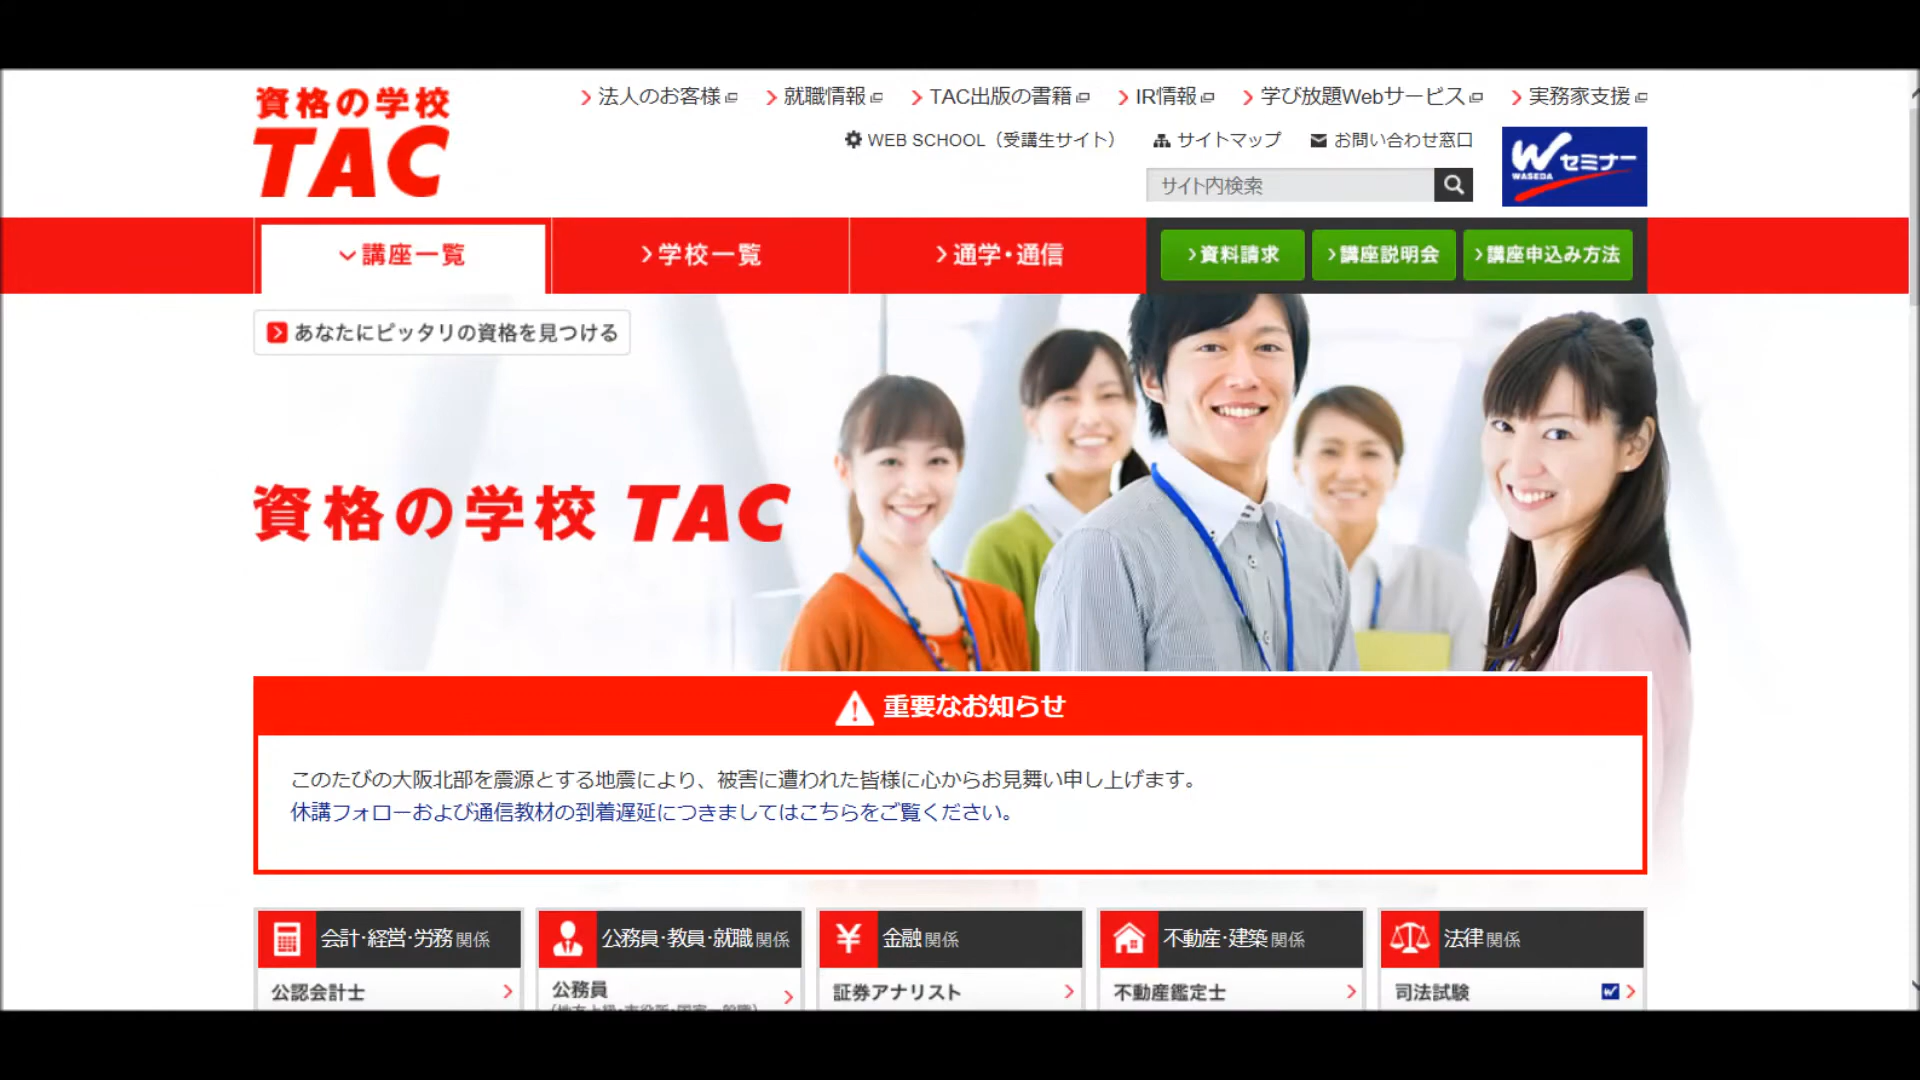 資格の学校
TAC
法人のお客様
就職情報
TAC出版の書籍
IR情報
学び放題Webサービス
実務家支援
WEB SCHOOL（受講生サイト）
サイトマップ
お問い合わせ窓口
サイト内検索
Wセミナー
WASEDA
講座一覧
学校一覧
通学・通信
資料請求
講座説明会
講座申込み方法
あなたにピッタリの資格を見つける
資格の学校 TAC
重要なお知らせ
このたびの大阪北部を震源とする地震により、被害に遭われた皆様に心からお見舞い申し上げます。
休講フォローおよび通信教材の到着遅延につきましてはこちらをご覧ください。
会計・経営・労務関係
公務員・教員・就職関係
¥ 金融関係
不動産・建築関係
法律関係
公認会計士
公務員
証券アナリスト
不動産鑑定士
司法試験
W